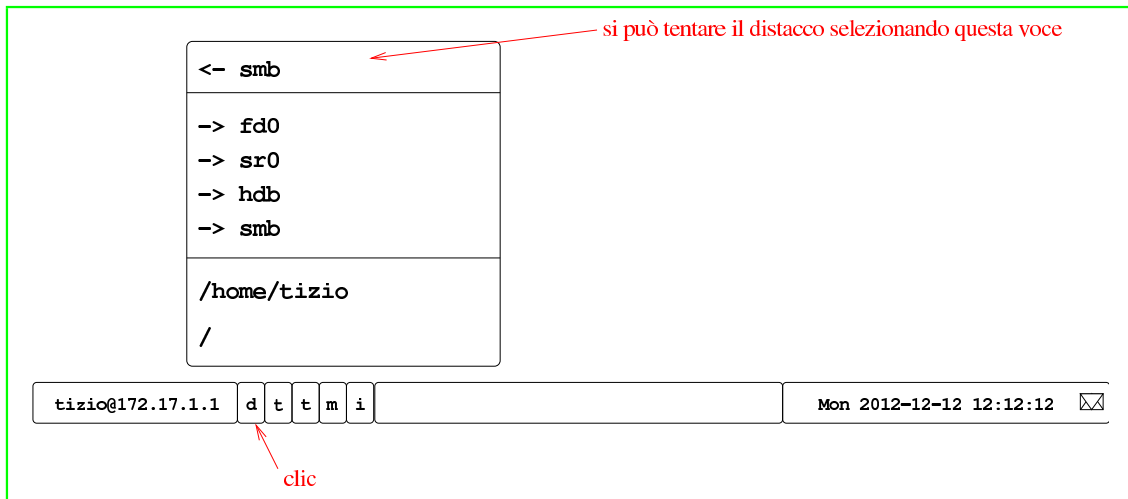 si può tentare il distacco selezionando questa voce
<- smb
-> fd0
-> sr0
-> hdb
-> smb
/home/tizio
/
tizio@172.17.1.1 d t t m i Mon 2012-12-12 12:12:12
clic